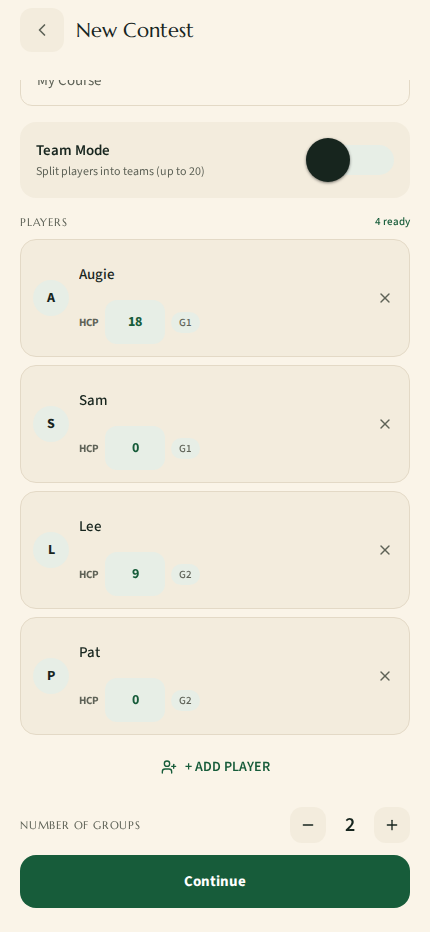 New Contest
My Course
Team Mode
Split players into teams (up to 20)
PLAYERS
4 ready
A
Augie
HCP 18 G1
S
Sam
HCP 0 G1
L
Lee
HCP 9 G2
P
Pat
HCP 0 G2
+ ADD PLAYER
NUMBER OF GROUPS
2
Continue